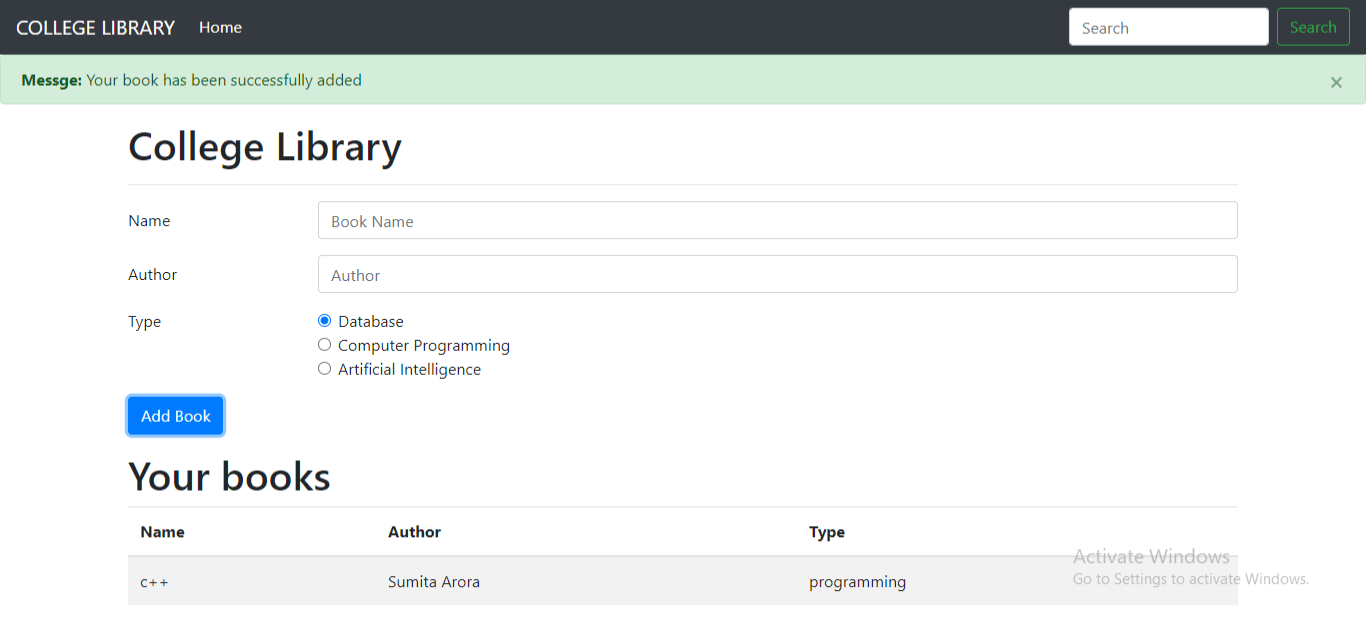 COLLEGE LIBRARY Home Search Search
Messge: Your book has been successfully added ×
College Library
Name Book Name
Author Author
Type Database
Computer Programming
Artificial Intelligence
Add Book
Your books
Name Author Type
c++ Sumita Arora programming
Activate Windows
Go to Settings to activate Windows.